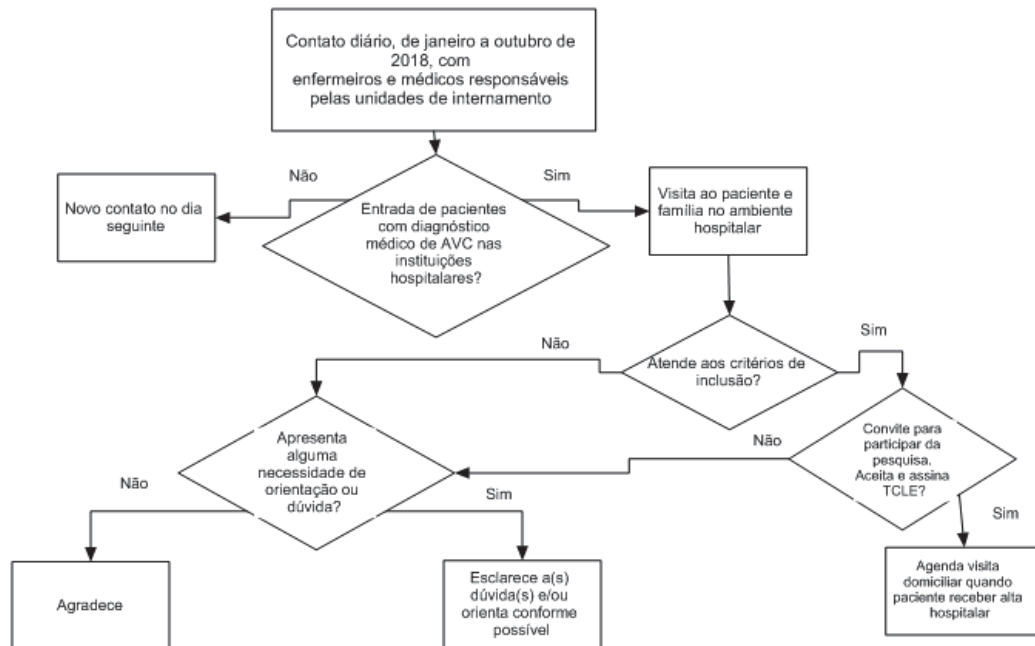 Contato diário, de janeiro a outubro de
2018, com
enfermeiros e médicos responsáveis
pelas unidades de internamento
Não
Sim
Novo contato no dia
seguinte
Entrada de pacientes
com diagnóstico
médico de AVC nas
instituições
hospitalares?
Visita ao paciente e
família no ambiente
hospitalar
Não
Sim
Atende aos critérios de
inclusão?
Apresenta
alguma
necessidade de
orientação ou
dúvida?
Não
Convite para
participar da
pesquisa.
Aceita e assina
TCLE?
Não
Sim
Sim
Agradece
Esclarece a(s)
dúvida(s) e/ou
orienta conforme
possível
Agenda visita
domiciliar quando
paciente receber alta
hospitalar